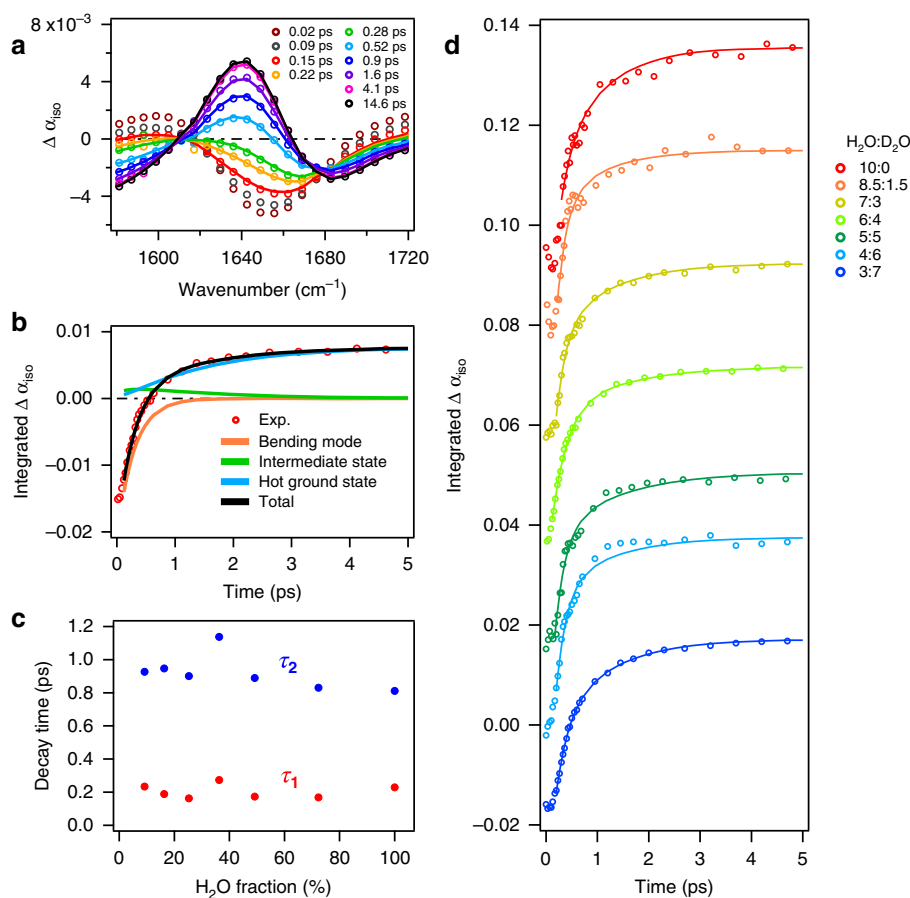 a
8 ×10⁻³
4
0
−4
Δ α_iso
0.02 ps
0.09 ps
0.15 ps
0.22 ps
0.28 ps
0.52 ps
0.9 ps
1.6 ps
4.1 ps
14.6 ps
1600
1640
1680
1720
Wavenumber (cm⁻¹)
b
0.01
0.00
−0.01
−0.02
Integrated Δ α_iso
Exp.
Bending mode
Intermediate state
Hot ground state
Total
0
1
2
3
4
5
Time (ps)
c
1.2
1.0
0.8
0.6
0.4
0.2
0.0
Decay time (ps)
τ₂
τ₁
0
20
40
60
80
100
H₂O fraction (%)
d
0.14
0.12
0.10
0.08
0.06
0.04
0.02
0.00
−0.02
Integrated Δ α_iso
0
1
2
3
4
5
Time (ps)
H₂O:D₂O
10:0
8.5:1.5
7:3
6:4
5:5
4:6
3:7